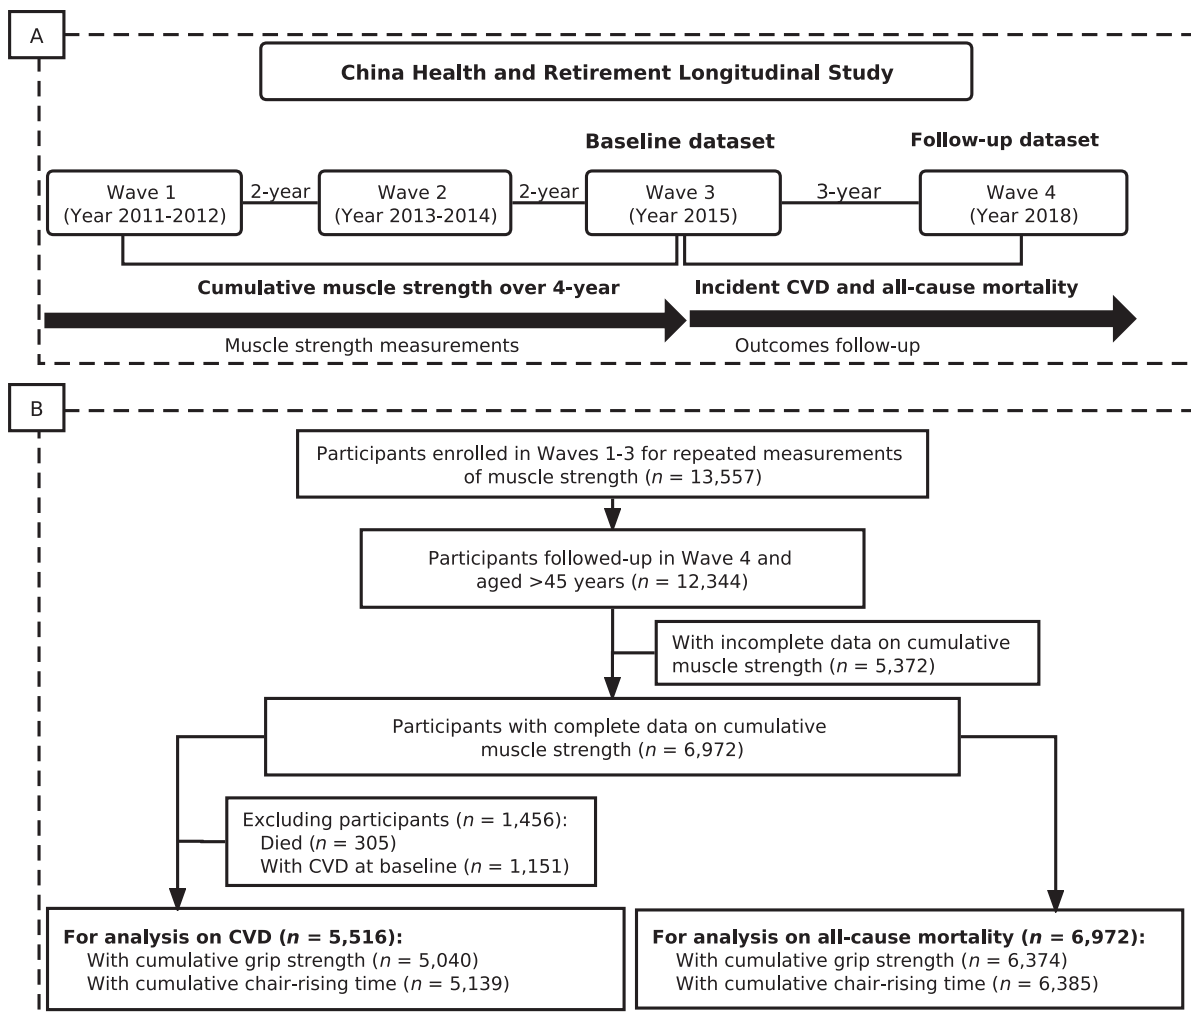 A
China Health and Retirement Longitudinal Study
Baseline dataset
Follow-up dataset
Wave 1
(Year 2011-2012)
2-year
Wave 2
(Year 2013-2014)
2-year
Wave 3
(Year 2015)
3-year
Wave 4
(Year 2018)
Cumulative muscle strength over 4-year
Incident CVD and all-cause mortality
Muscle strength measurements
Outcomes follow-up
B
Participants enrolled in Waves 1-3 for repeated measurements
of muscle strength (n = 13,557)
Participants followed-up in Wave 4 and
aged >45 years (n = 12,344)
With incomplete data on cumulative
muscle strength (n = 5,372)
Participants with complete data on cumulative
muscle strength (n = 6,972)
Excluding participants (n = 1,456):
Died (n = 305)
With CVD at baseline (n = 1,151)
For analysis on CVD (n = 5,516):
With cumulative grip strength (n = 5,040)
With cumulative chair-rising time (n = 5,139)
For analysis on all-cause mortality (n = 6,972):
With cumulative grip strength (n = 6,374)
With cumulative chair-rising time (n = 6,385)